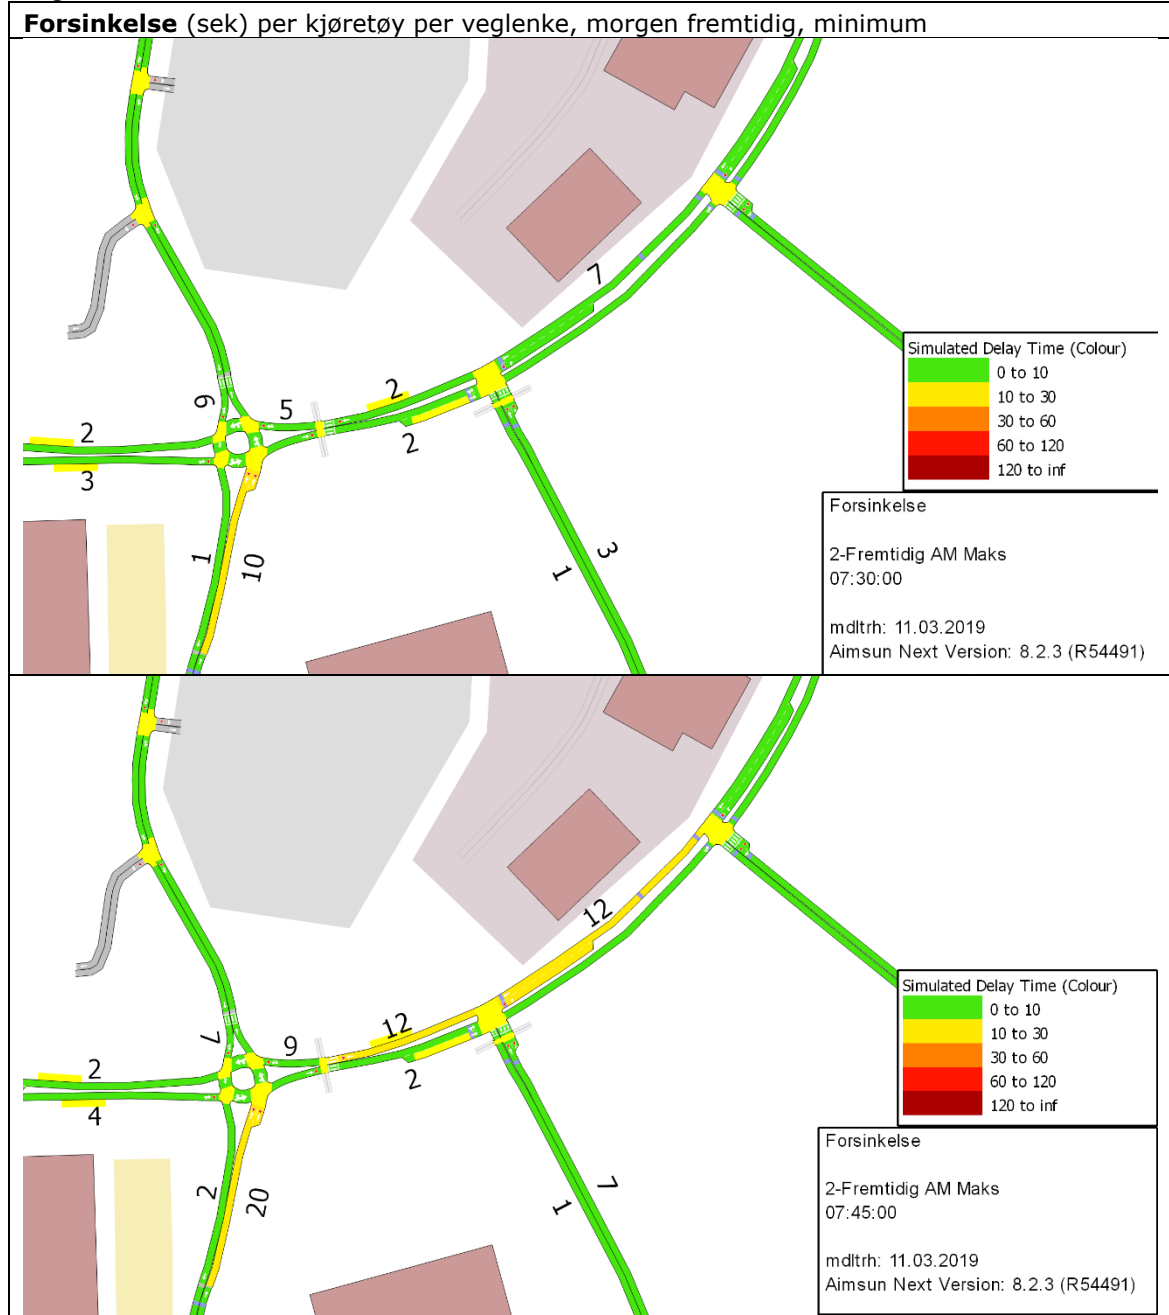 Forsinkelse (sek) per kjøretøy per veglenke, morgen fremtidig, minimum
7
2
5
6
2
2
3
1
10
3
1
Simulated Delay Time (Colour)
0 to 10
10 to 30
30 to 60
60 to 120
120 to inf
Forsinkelse
2-Fremtidig AM Maks
07:30:00
mdltrh: 11.03.2019
Aimsun Next Version: 8.2.3 (R54491)
12
12
9
7
2
2
4
2
20
7
1
Simulated Delay Time (Colour)
0 to 10
10 to 30
30 to 60
60 to 120
120 to inf
Forsinkelse
2-Fremtidig AM Maks
07:45:00
mdltrh: 11.03.2019
Aimsun Next Version: 8.2.3 (R54491)